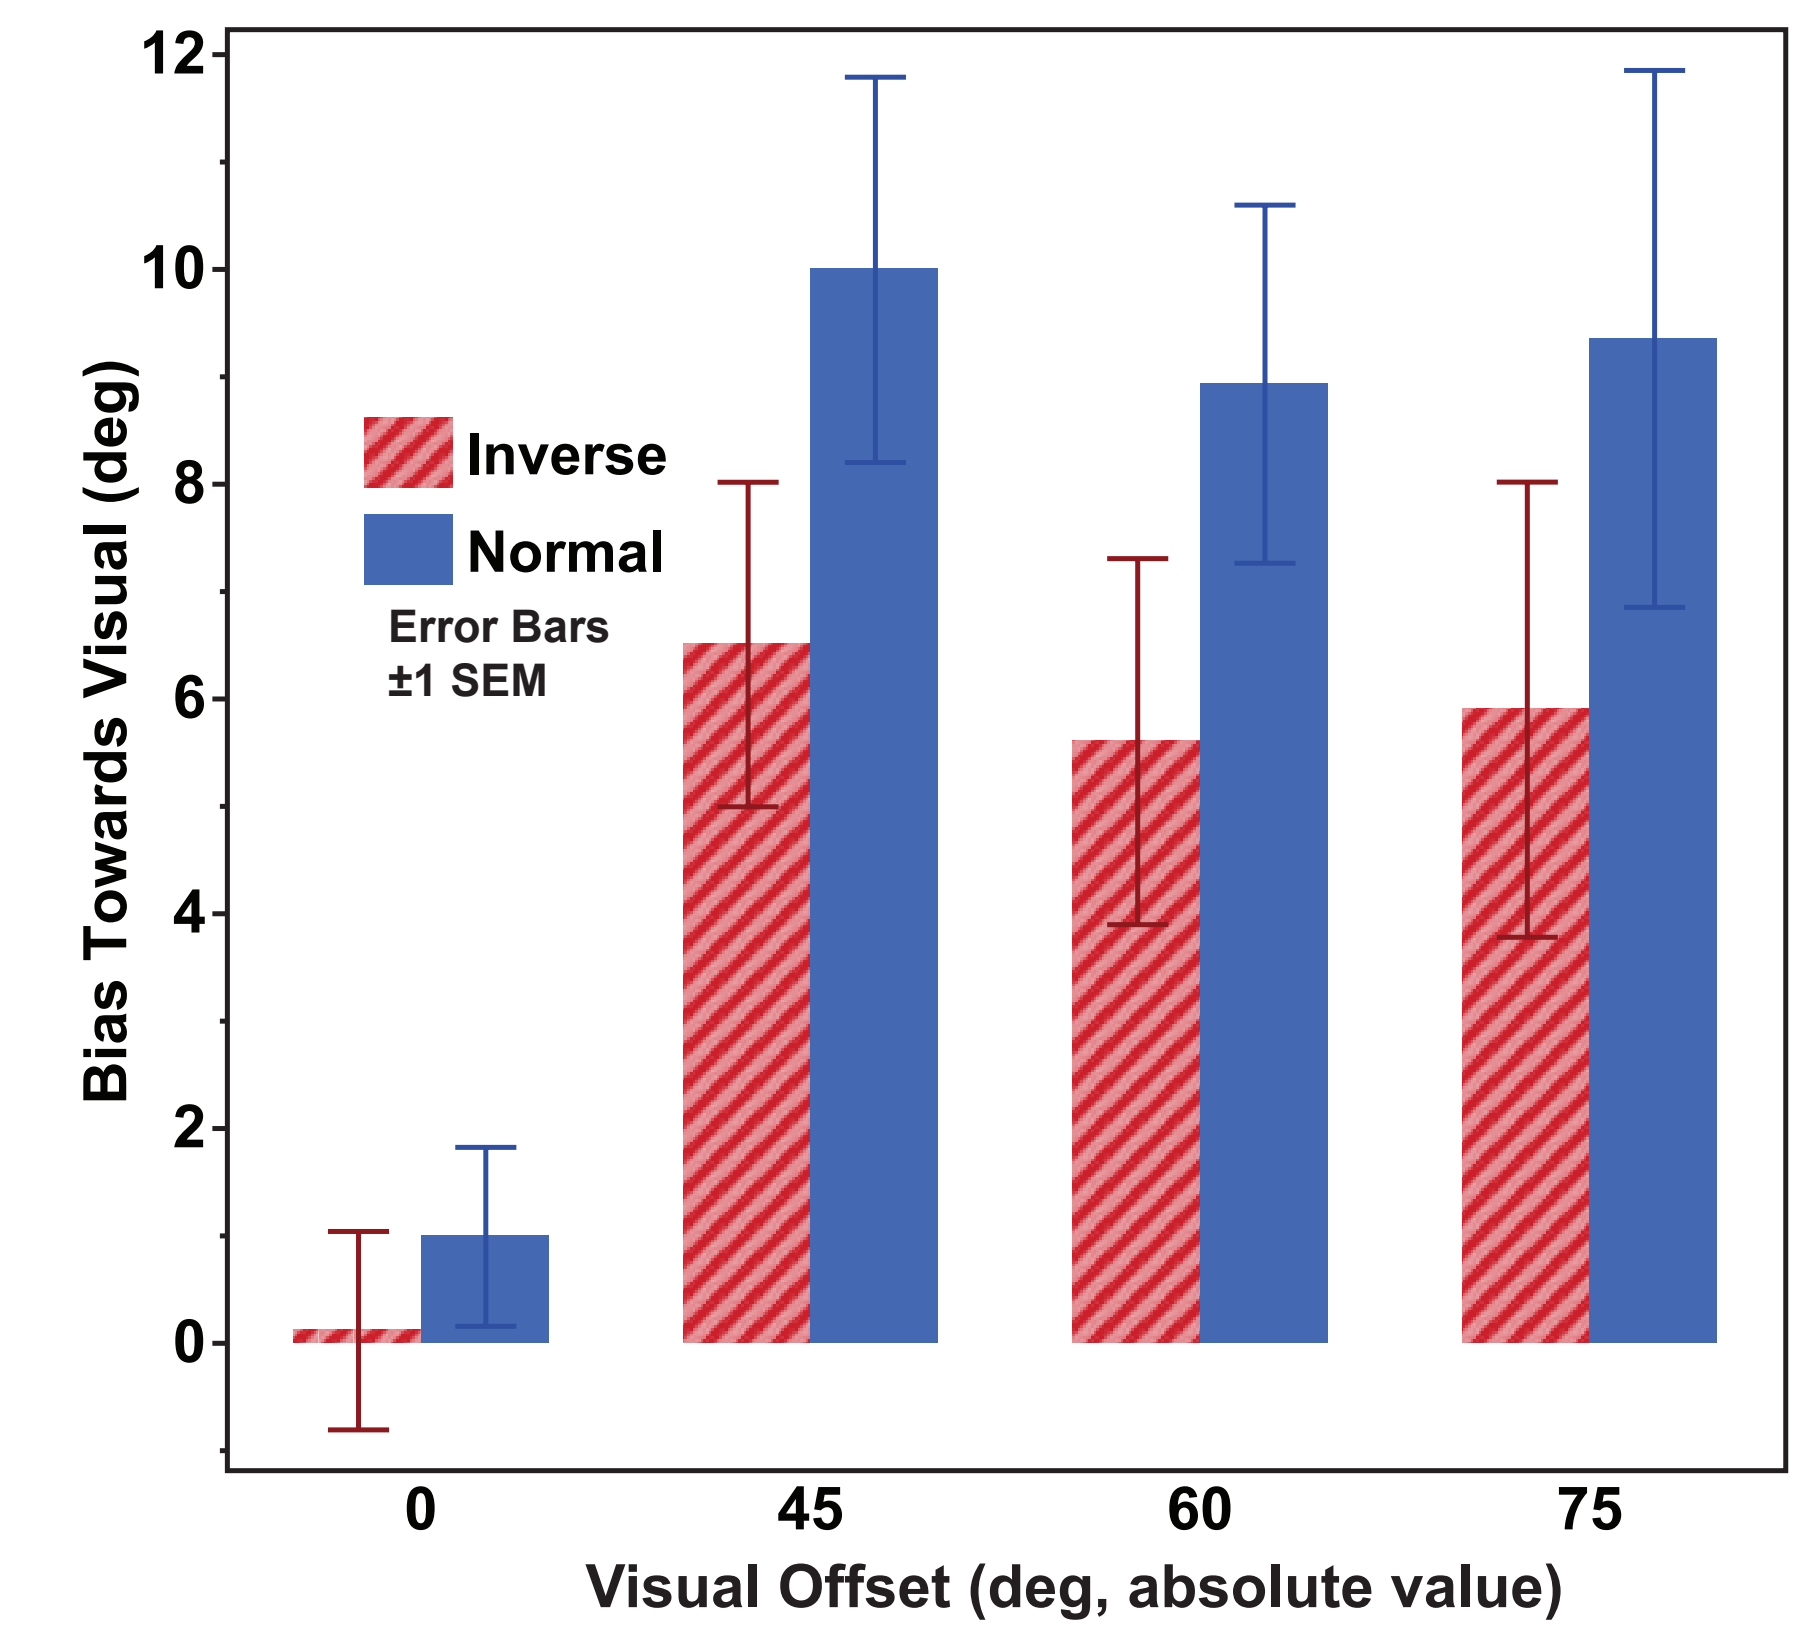 12
10
8
6
4
2
0
Bias Towards Visual (deg)
Inverse
Normal
Error Bars
±1 SEM
0 45 60 75
Visual Offset (deg, absolute value)